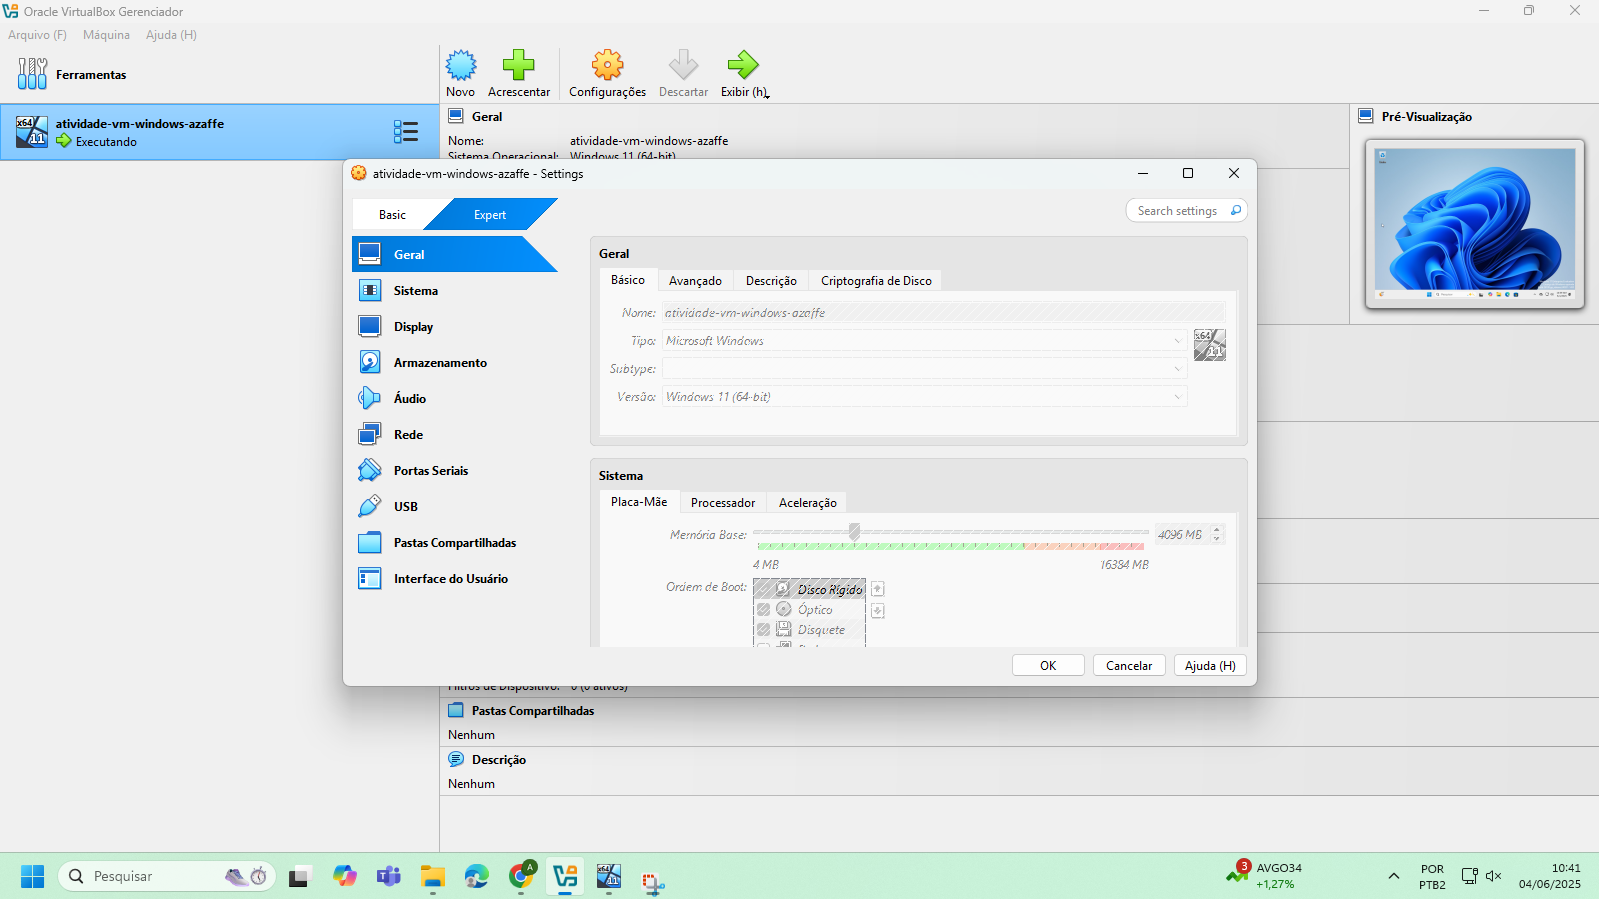 Oracle VirtualBox Gerenciador
Arquivo (F) Máquina Ajuda (H)
Ferramentas
Novo Acrescentar Configurações Descartar Exibir (h)
atividade-vm-windows-azaffe
Executando
Geral
Nome: atividade-vm-windows-azaffe
Sistema Operacional: Windows 11 (64-bit)
Pré-Visualização
atividade-vm-windows-azaffe - Settings
Basic Expert
Search settings
Geral
Sistema
Display
Armazenamento
Áudio
Rede
Portas Seriais
USB
Pastas Compartilhadas
Interface do Usuário
Geral
Básico Avançado Descrição Criptografia de Disco
Nome: atividade-vm-windows-azaffe
Tipo: Microsoft Windows
Subtype:
Versão: Windows 11 (64-bit)
x64
11
Sistema
Placa-Mãe Processador Aceleração
Memória Base: 4096 MB
4 MB 16384 MB
Ordem de Boot: Disco Rígido
Óptico
Disquete
OK Cancelar Ajuda (H)
Filtros de Dispositivo: 0 (0 ativos)
Pastas Compartilhadas
Nenhum
Descrição
Nenhum
Pesquisar
3
AVGO34
+1,27%
POR
PTB2
10:41
04/06/2025